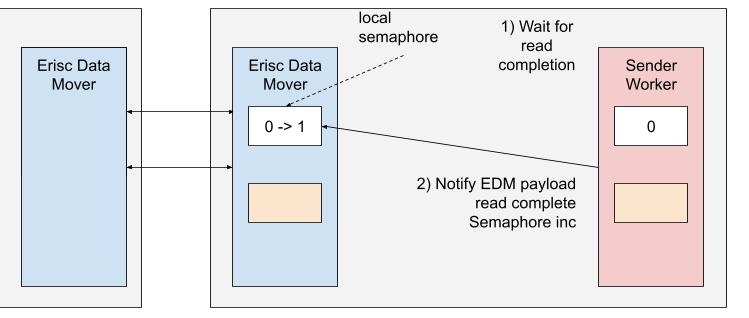 Erisc Data
Mover
Erisc Data
Mover
0 -> 1
local
semaphore
1) Wait for
read
completion
2) Notify EDM payload
read complete
Semaphore inc
Sender
Worker
0